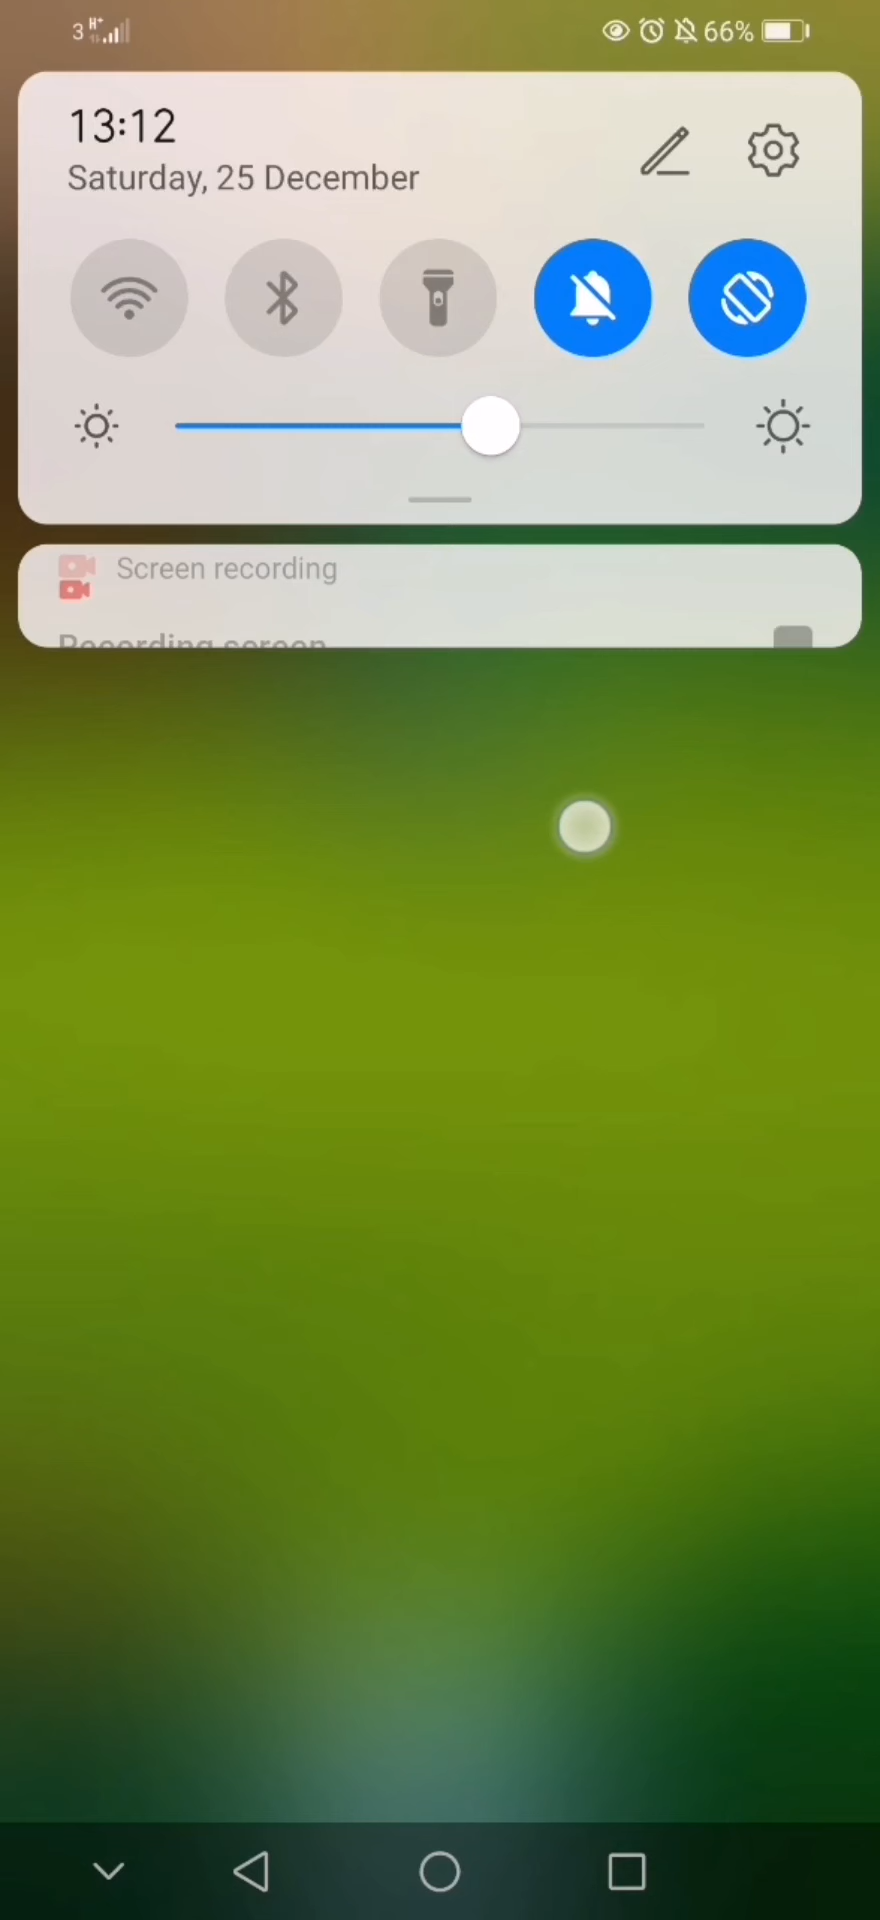 3 H+ 66%
13:12
Saturday, 25 December
Screen recording
Recording screen